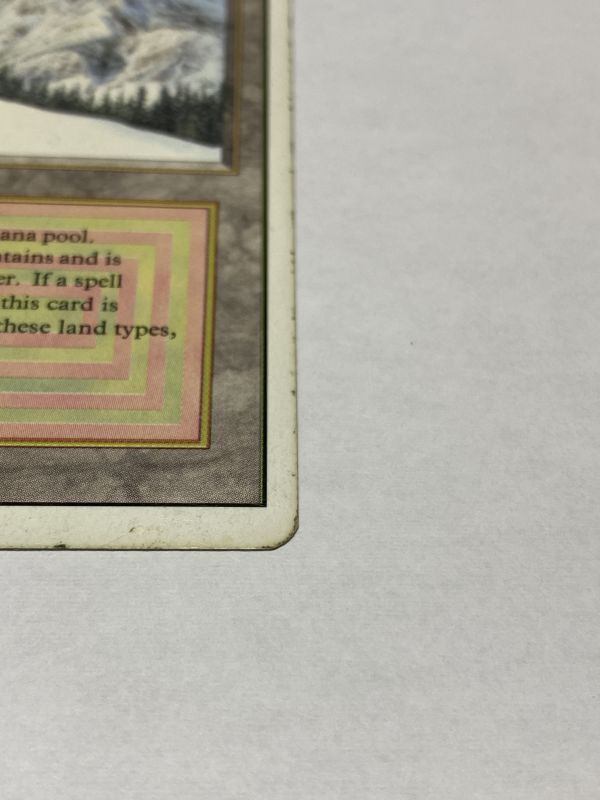 ana pool.
ntains and is
er. If a spell
this card is
these land types,